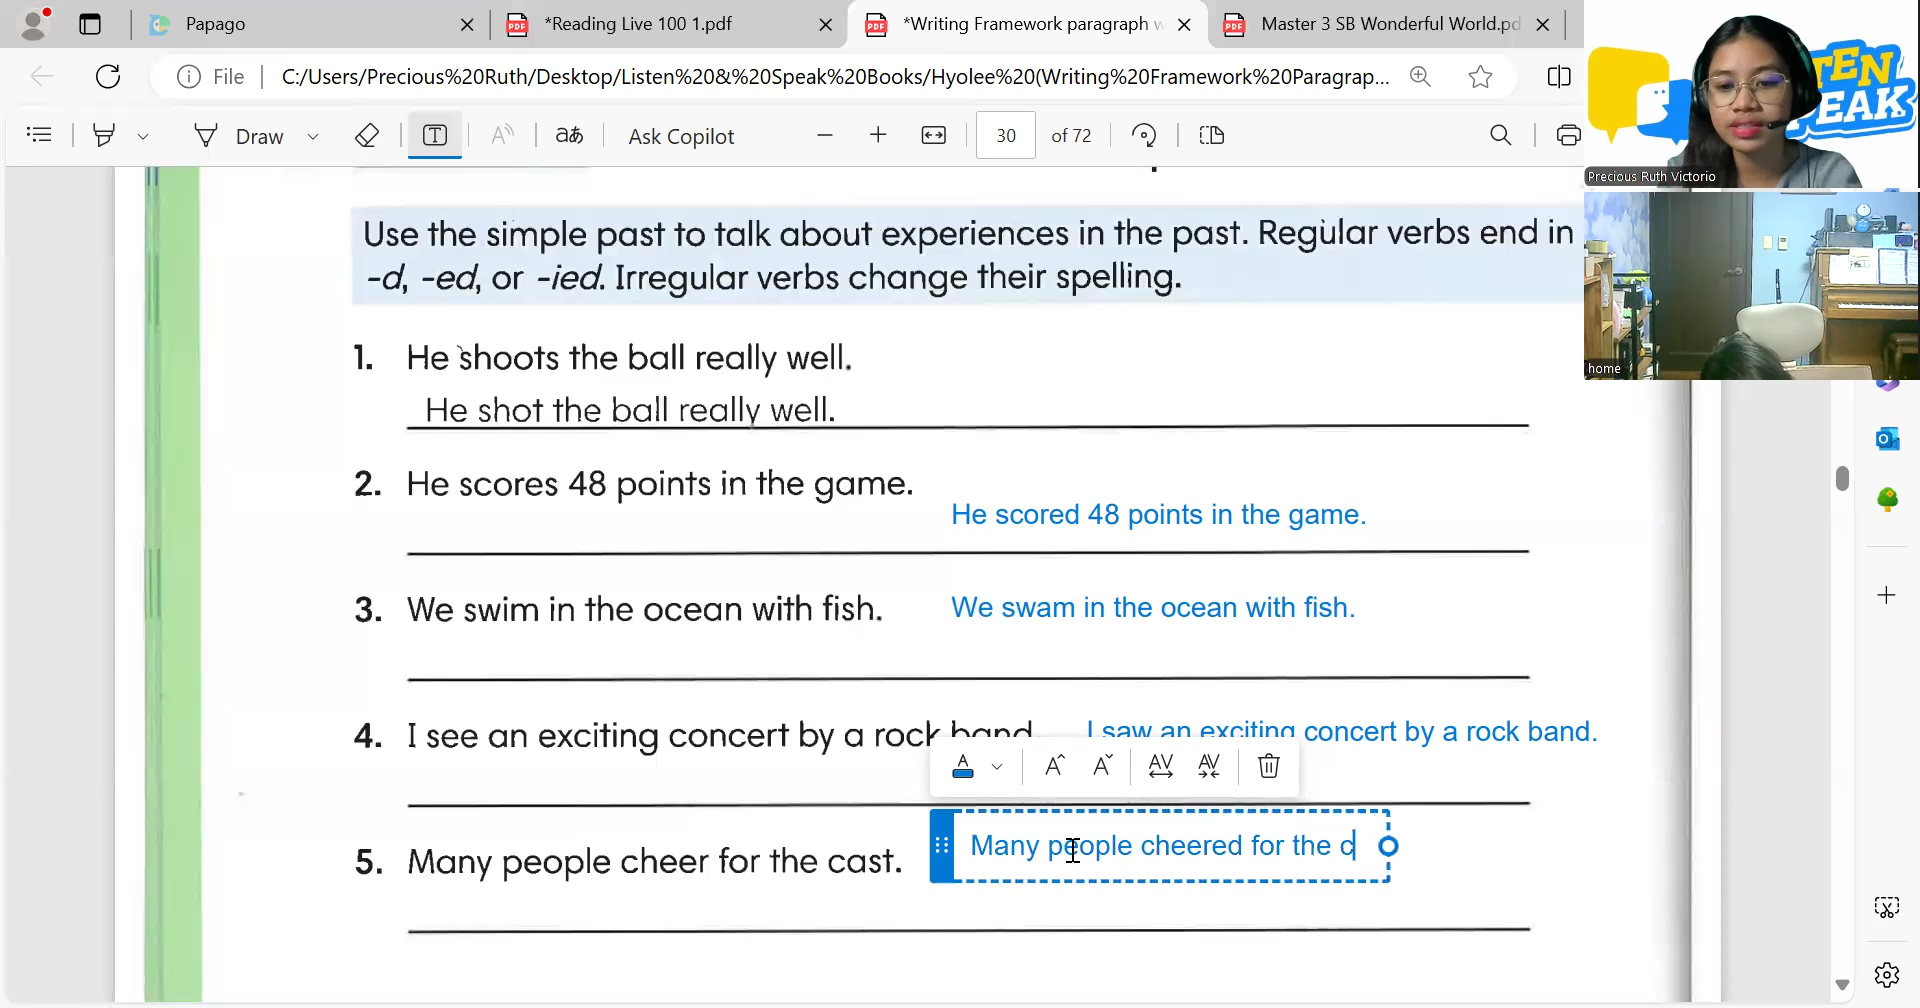 Papago
*Reading Live 100 1.pdf
*Writing Framework paragraph w
Master 3 SB Wonderful World.pd
File
C:/Users/Precious%20Ruth/Desktop/Listen%20&%20Speak%20Books/Hyolee%20(Writing%20Framework%20Paragrap...
Draw
Ask Copilot
30
of 72
TEN
PEAK
Precious Ruth Victorio
home
Use the simple past to talk about experiences in the past. Regular verbs end in
-d, -ed, or -ied. Irregular verbs change their spelling.
1. He shoots the ball really well.
He shot the ball really well.
2. He scores 48 points in the game.
He scored 48 points in the game.
3. We swim in the ocean with fish.
We swam in the ocean with fish.
4. I see an exciting concert by a rock band.
I saw an exciting concert by a rock band.
5. Many people cheer for the cast.
Many people cheered for the c